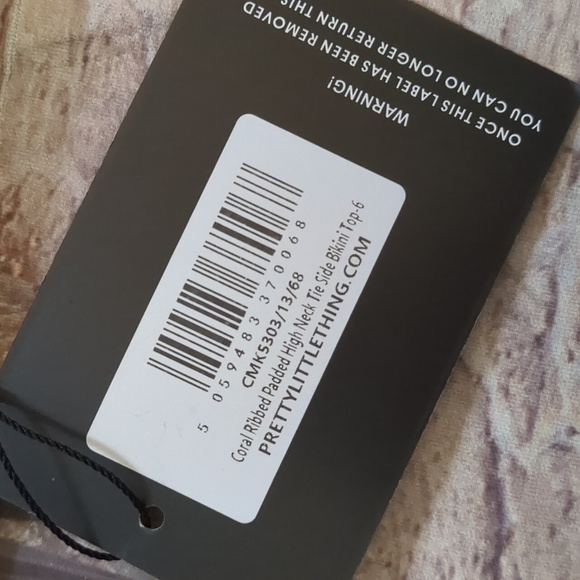 WARNING!
ONCE THIS LABEL HAS BEEN REMOVED
YOU CAN NO LONGER RETURN THIS
5 059483 370068
CMK5303/13/68
Coral Ribbed Padded High Neck Tie Side Bikini Top-6
PRETTYLITTLETHING.COM